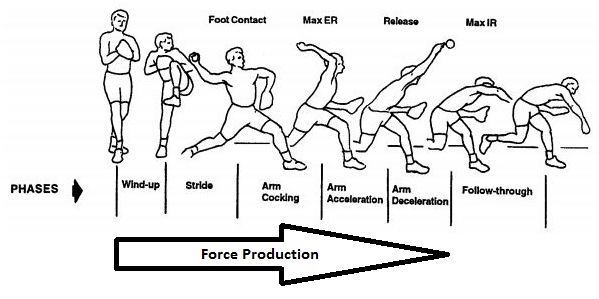 Foot Contact Max ER Release Max IR
PHASES Wind-up Stride Arm Cocking Arm Acceleration Arm Deceleration Follow-through
Force Production